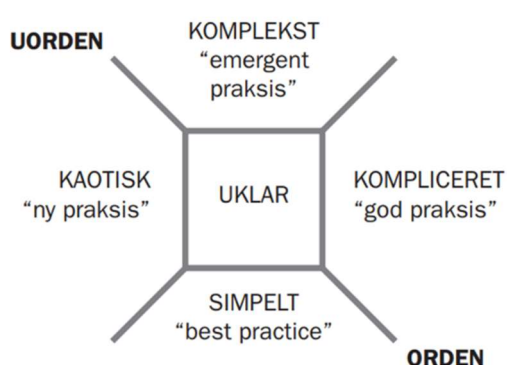 UORDEN
KOMPLEKST
“emergent
praksis”
KAOTISK
“ny praksis”
UKLAR
KOMPLICERET
“god praksis”
SIMPELT
“best practice”
ORDEN